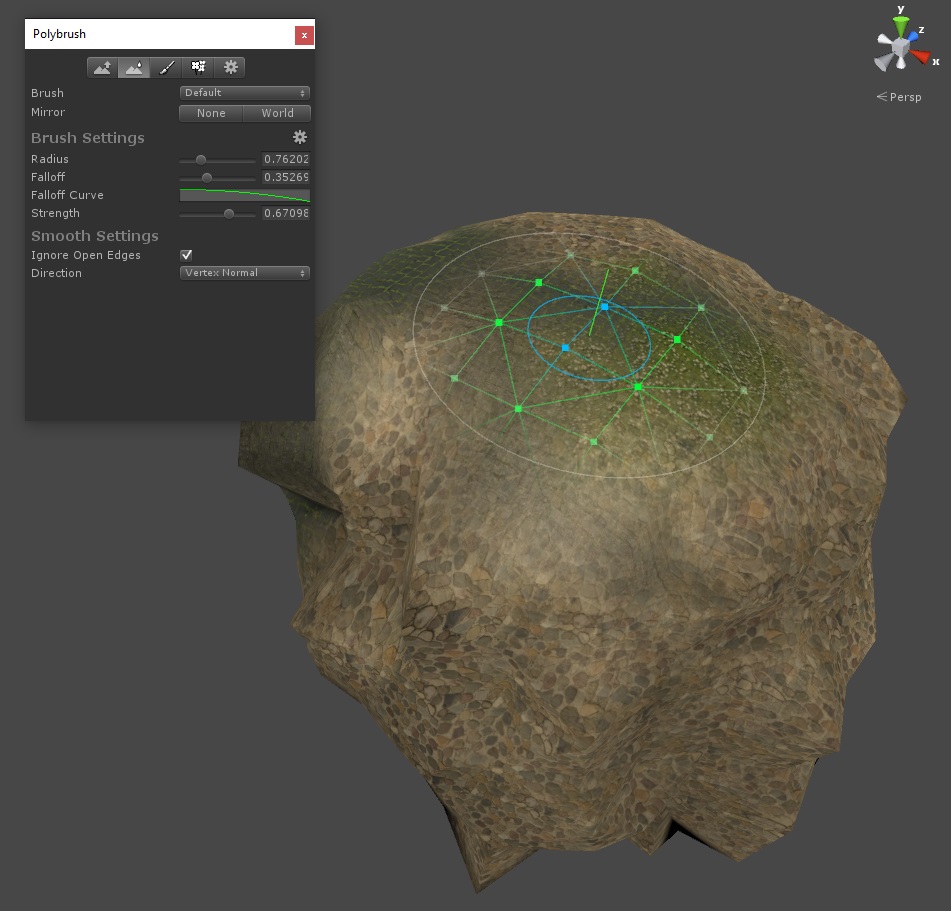 Polybrush
x
Brush Default
Mirror None World
Brush Settings
Radius 0.76202
Falloff 0.35269
Falloff Curve
Strength 0.67098
Smooth Settings
Ignore Open Edges
Direction Vertex Normal
y
z
x
Persp